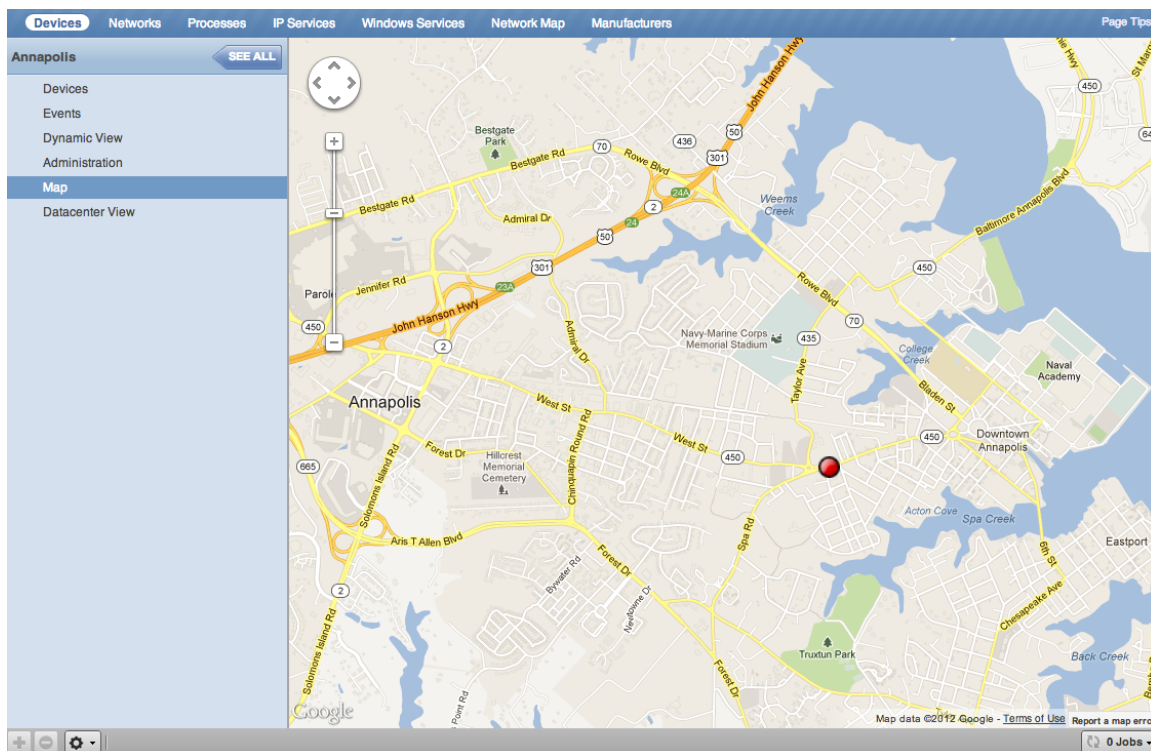 Devices Networks Processes IP Services Windows Services Network Map Manufacturers Page Tips
Annapolis SEE ALL
Devices
Events
Dynamic View
Administration
Map
Datacenter View
John Hanson Hwy
450
50
301
436
70
Bestgate
Park
Bestgate Rd
Rowe Blvd
24A
2
24
50
301
23A
Weems
Creek
Baltimore Annapolis Blvd
450
Bestgate Rd
Admiral Dr
Jennifer Rd
Parole
450
John Hanson Hwy
2
Admiral Dr
Navy-Marine Corps
Memorial Stadium
435
Taylor Ave
Rowe Blvd
70
College
Creek
Bladen St
Naval
Academy
Annapolis
West St
West St
450
450
Downtown
Annapolis
Forest Dr
Hillcrest
Memorial
Cemetery
Chinquapin Round Rd
665
Solomons Island Rd
Aris T Allen Blvd
Spa Rd
Acton Cove
Spa Creek
6th St
Eastport
Forest Dr
Bywater Rd
Newtowne Dr
2
Solomons Island Rd
Chesapeake Ave
Truxtun Park
Back Creek
Forest Dr
Point Rd
Google
Map data ©2012 Google - Terms of Use Report a map erro
0 Jobs